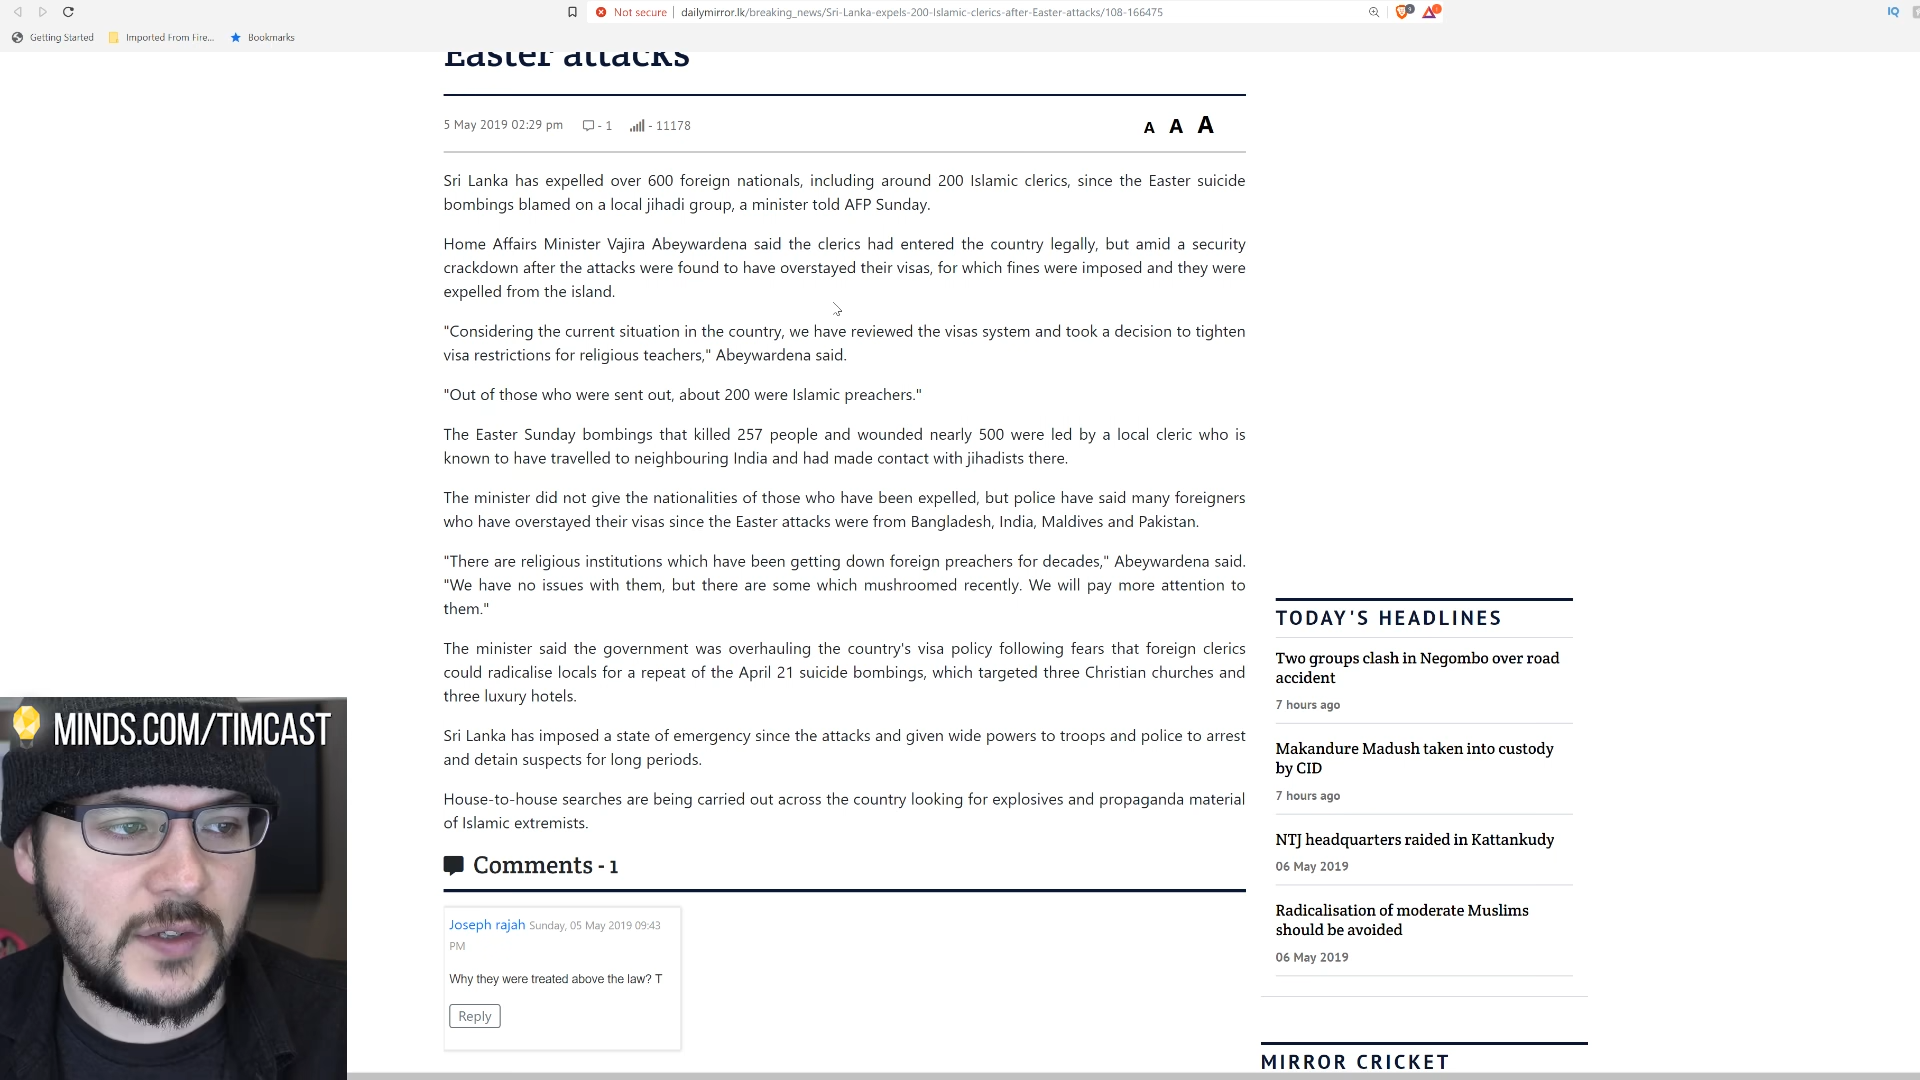 Not secure
dailymirror.lk/breaking_news/Sri-Lanka-expels-200-Islamic-clerics-after-Easter-attacks/108-166475
Getting Started
Imported From Fire...
Bookmarks
Easter attacks
5 May 2019 02:29 pm
- 1
- 11178
A A A
Sri Lanka has expelled over 600 foreign nationals, including around 200 Islamic clerics, since the Easter suicide
bombings blamed on a local jihadi group, a minister told AFP Sunday.
Home Affairs Minister Vajira Abeywardena said the clerics had entered the country legally, but amid a security
crackdown after the attacks were found to have overstayed their visas, for which fines were imposed and they were
expelled from the island.
"Considering the current situation in the country, we have reviewed the visas system and took a decision to tighten
visa restrictions for religious teachers," Abeywardena said.
"Out of those who were sent out, about 200 were Islamic preachers."
The Easter Sunday bombings that killed 257 people and wounded nearly 500 were led by a local cleric who is
known to have travelled to neighbouring India and had made contact with jihadists there.
The minister did not give the nationalities of those who have been expelled, but police have said many foreigners
who have overstayed their visas since the Easter attacks were from Bangladesh, India, Maldives and Pakistan.
"There are religious institutions which have been getting down foreign preachers for decades," Abeywardena said.
"We have no issues with them, but there are some which mushroomed recently. We will pay more attention to
them."
The minister said the government was overhauling the country's visa policy following fears that foreign clerics
could radicalise locals for a repeat of the April 21 suicide bombings, which targeted three Christian churches and
three luxury hotels.
Sri Lanka has imposed a state of emergency since the attacks and given wide powers to troops and police to arrest
and detain suspects for long periods.
House-to-house searches are being carried out across the country looking for explosives and propaganda material
of Islamic extremists.
Comments - 1
Joseph rajah Sunday, 05 May 2019 09:43
PM
Why they were treated above the law? T
Reply
TODAY'S HEADLINES
Two groups clash in Negombo over road
accident
7 hours ago
Makandure Madush taken into custody
by CID
7 hours ago
NTJ headquarters raided in Kattankudy
06 May 2019
Radicalisation of moderate Muslims
should be avoided
06 May 2019
MIRROR CRICKET
MINDS.COM/TIMCAST
IQ